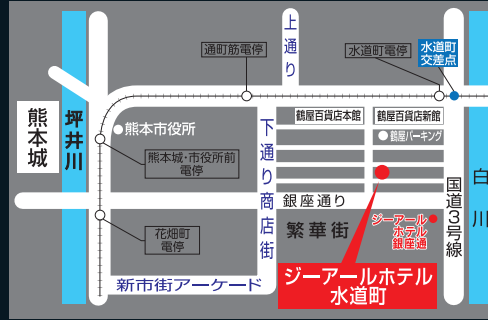 上通り
通町筋電停
水道町電停
水道町
交差点
熊本城
坪井川
熊本市役所
熊本城・市役所前
電停
下通り商店街
鶴屋百貨店本館
鶴屋百貨店新館
鶴屋パーキング
白川
国道3号線
銀座通り
繁華街
ジーアール
ホテル
銀座通
花畑町
電停
新市街アーケード
ジーアールホテル
水道町